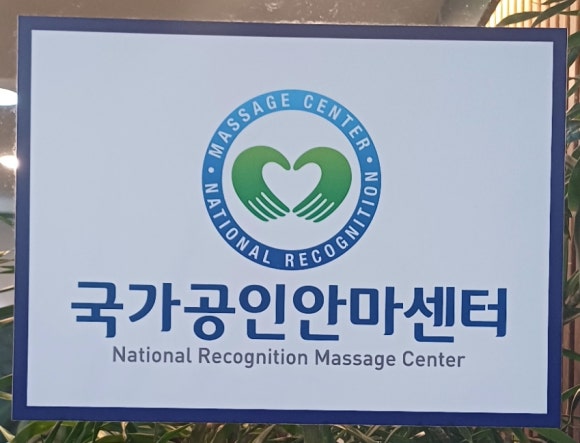 MASSAGE CENTER
NATIONAL RECOGNITION
국가공인안마센터
National Recognition Massage Center